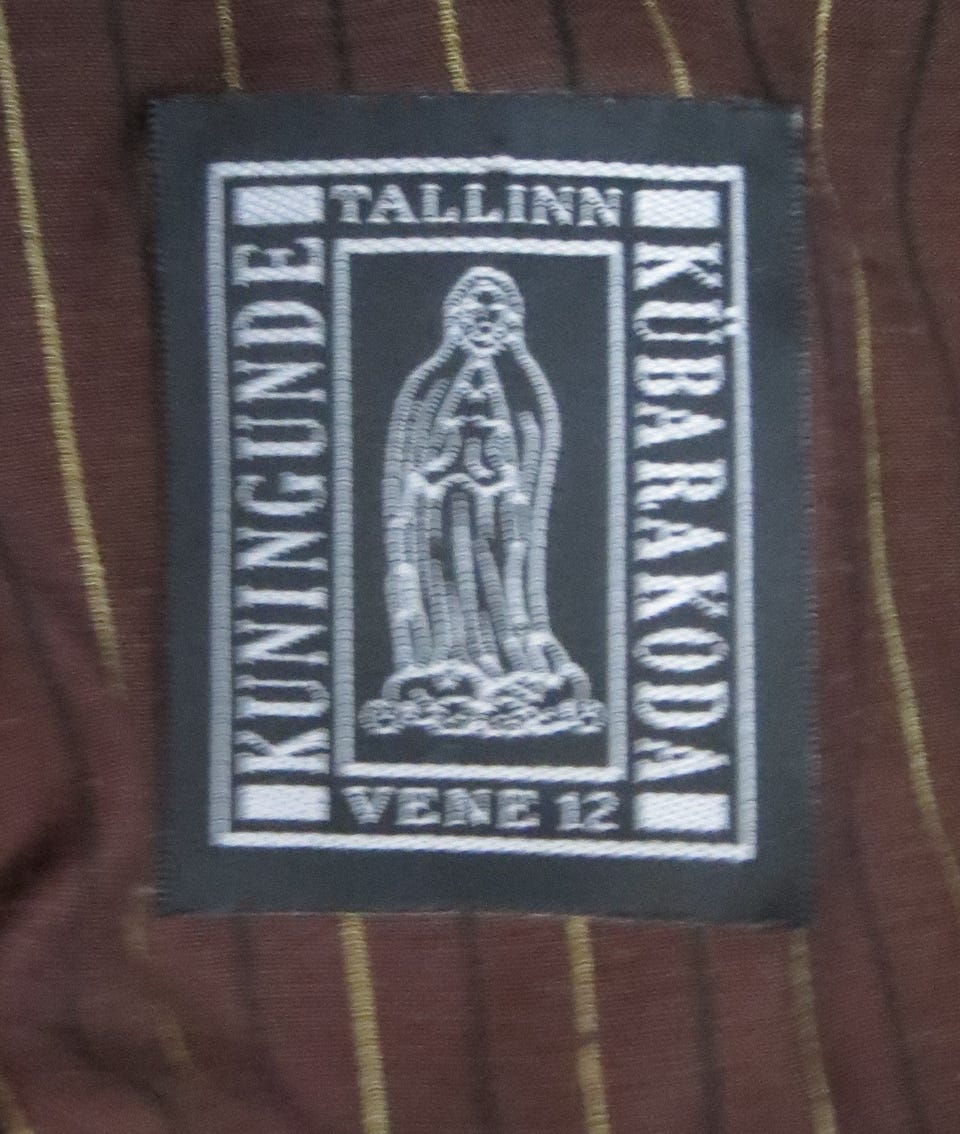 TALLINN
KUNINGUNDE
KÜBARAKODA
VENE 12